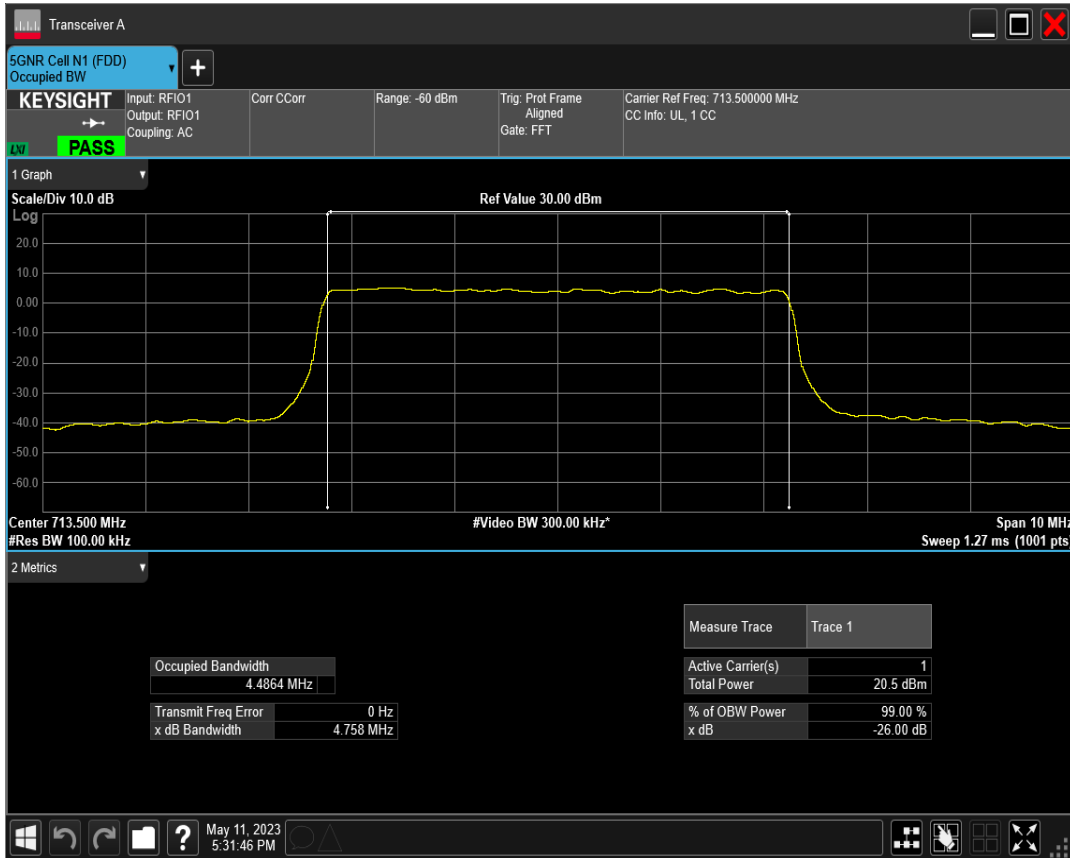 Transceiver A
5GNR Cell N1 (FDD)
Occupied BW
+
KEYSIGHT
LXI
PASS
Input: RFIO1
Output: RFIO1
Coupling: AC
Corr CCorr
Range: -60 dBm
Trig: Prot Frame
Aligned
Gate: FFT
Carrier Ref Freq: 713.500000 MHz
CC Info: UL, 1 CC
1 Graph
Scale/Div 10.0 dB
Ref Value 30.00 dBm
Log
20.0
10.0
0.00
-10.0
-20.0
-30.0
-40.0
-50.0
-60.0
Center 713.500 MHz
#Video BW 300.00 kHz*
Span 10 MHz
#Res BW 100.00 kHz
Sweep 1.27 ms (1001 pts)
2 Metrics
Measure Trace Trace 1
Occupied Bandwidth
4.4864 MHz
Active Carrier(s) 1
Total Power 20.5 dBm
Transmit Freq Error 0 Hz
x dB Bandwidth 4.758 MHz
% of OBW Power 99.00 %
x dB -26.00 dB
?
May 11, 2023
5:31:46 PM